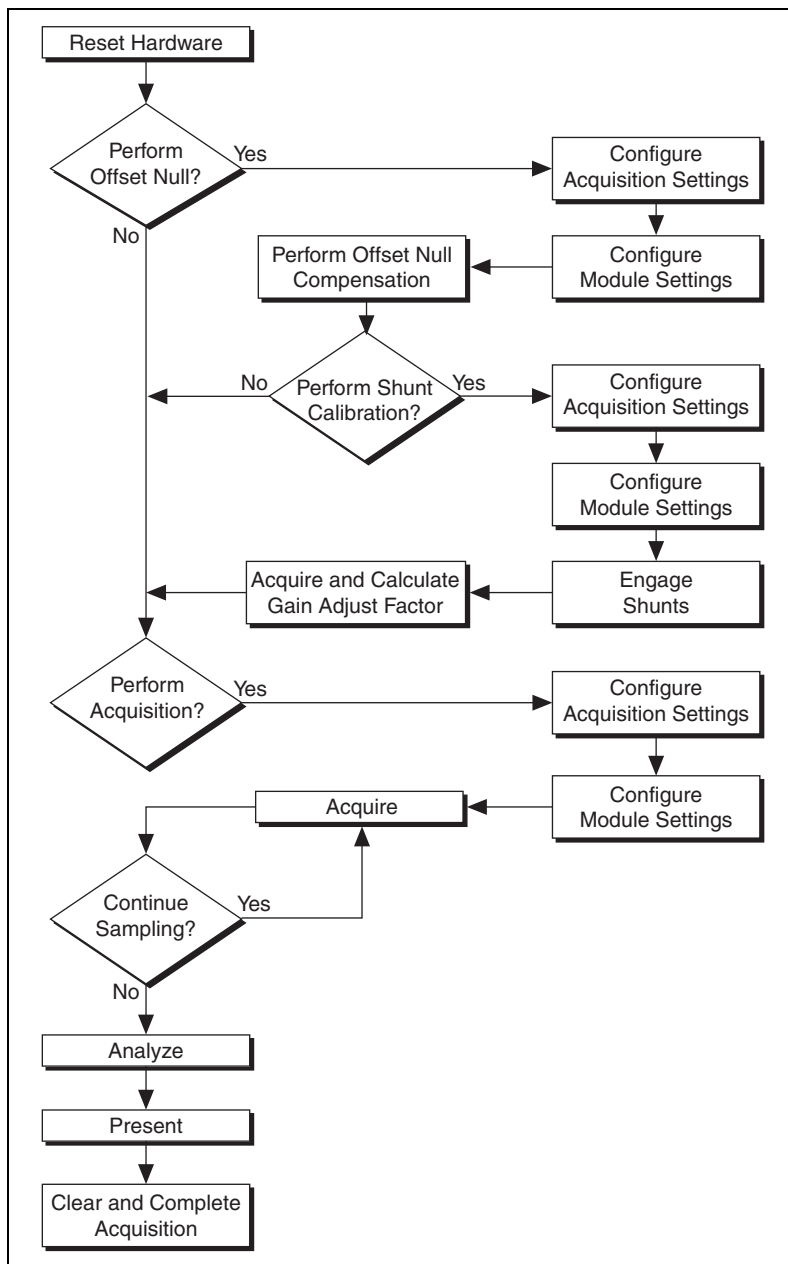 Reset Hardware
Perform
Offset Null?
Yes
No
Configure
Acquisition Settings
Configure
Module Settings
Perform Offset Null
Compensation
Perform Shunt
Calibration?
No
Yes
Configure
Acquisition Settings
Configure
Module Settings
Engage
Shunts
Acquire and Calculate
Gain Adjust Factor
Perform
Acquisition?
Yes
Configure
Acquisition Settings
Configure
Module Settings
Acquire
Continue
Sampling?
Yes
No
Analyze
Present
Clear and Complete
Acquisition